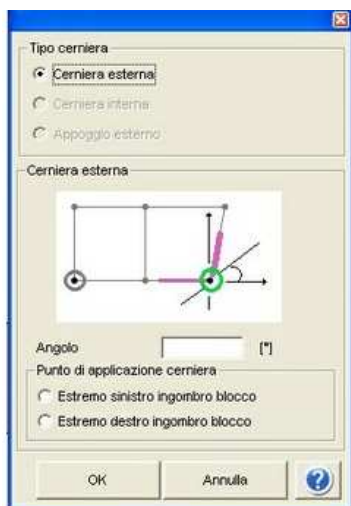 Tipo cerniera
Cerniera esterna
Cerniera interna
Appoggio esterno
Cerniera esterna
Angolo [°]
Punto di applicazione cerniera
Estremo sinistro ingombro blocco
Estremo destro ingombro blocco
OK Annulla ?